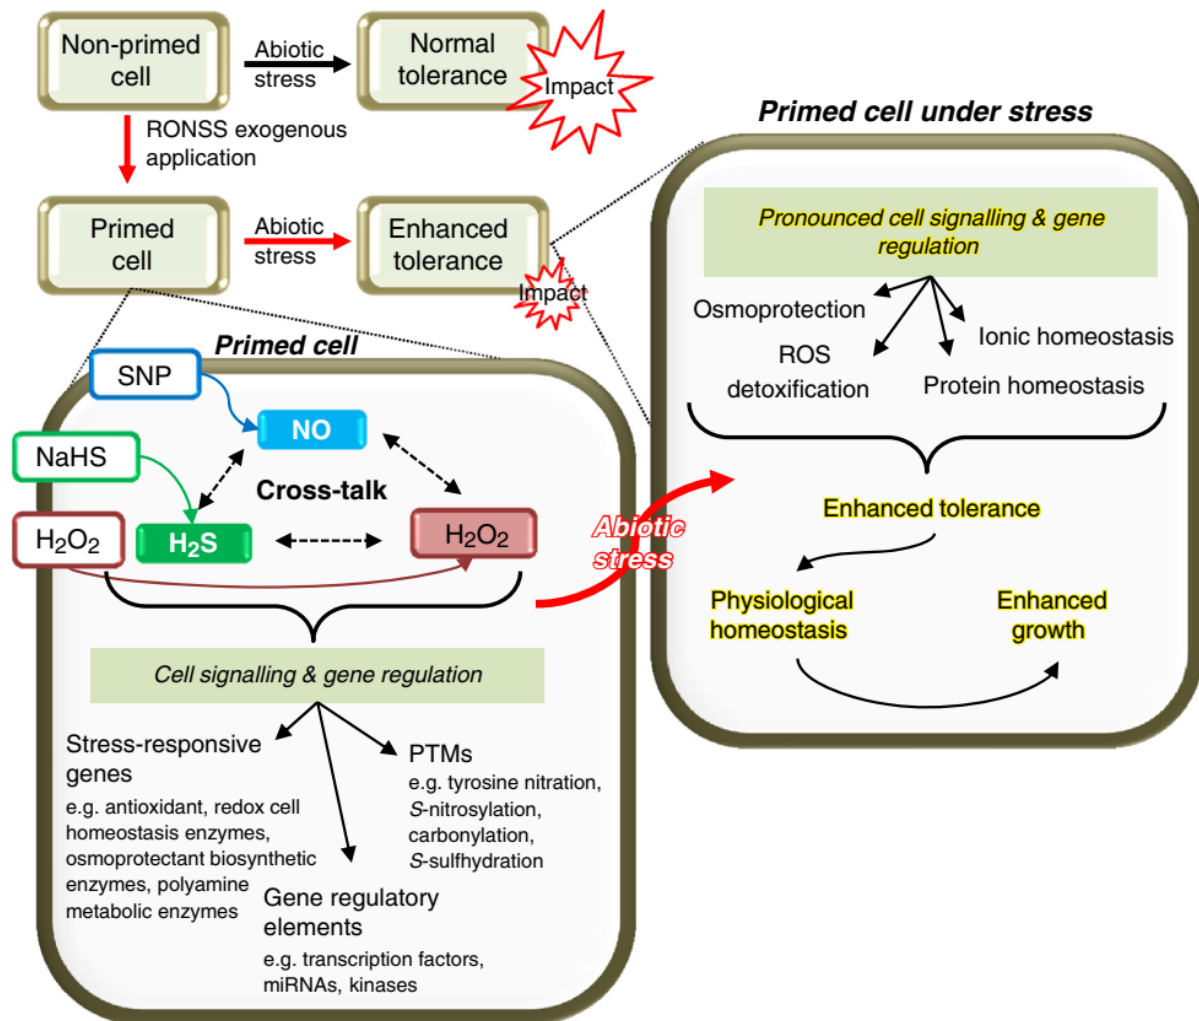 Non-primed
cell
Abiotic
stress
Normal
tolerance
Impact
RONSS exogenous
application
Primed
cell
Abiotic
stress
Enhanced
tolerance
Impact
Primed cell
SNP
NO
NaHS
Cross-talk
H₂O₂
H₂S
H₂O₂
Abiotic
stress
Cell signalling & gene regulation
Stress-responsive
genes
e.g. antioxidant, redox cell
homeostasis enzymes,
osmoprotectant biosynthetic
enzymes, polyamine
metabolic enzymes
PTMs
e.g. tyrosine nitration,
S-nitrosylation,
carbonylation,
S-sulfhydration
Gene regulatory
elements
e.g. transcription factors,
miRNAs, kinases
Primed cell under stress
Pronounced cell signalling & gene
regulation
Osmoprotection
ROS
detoxification
Protein homeostasis
Ionic homeostasis
Enhanced tolerance
Physiological
homeostasis
Enhanced
growth